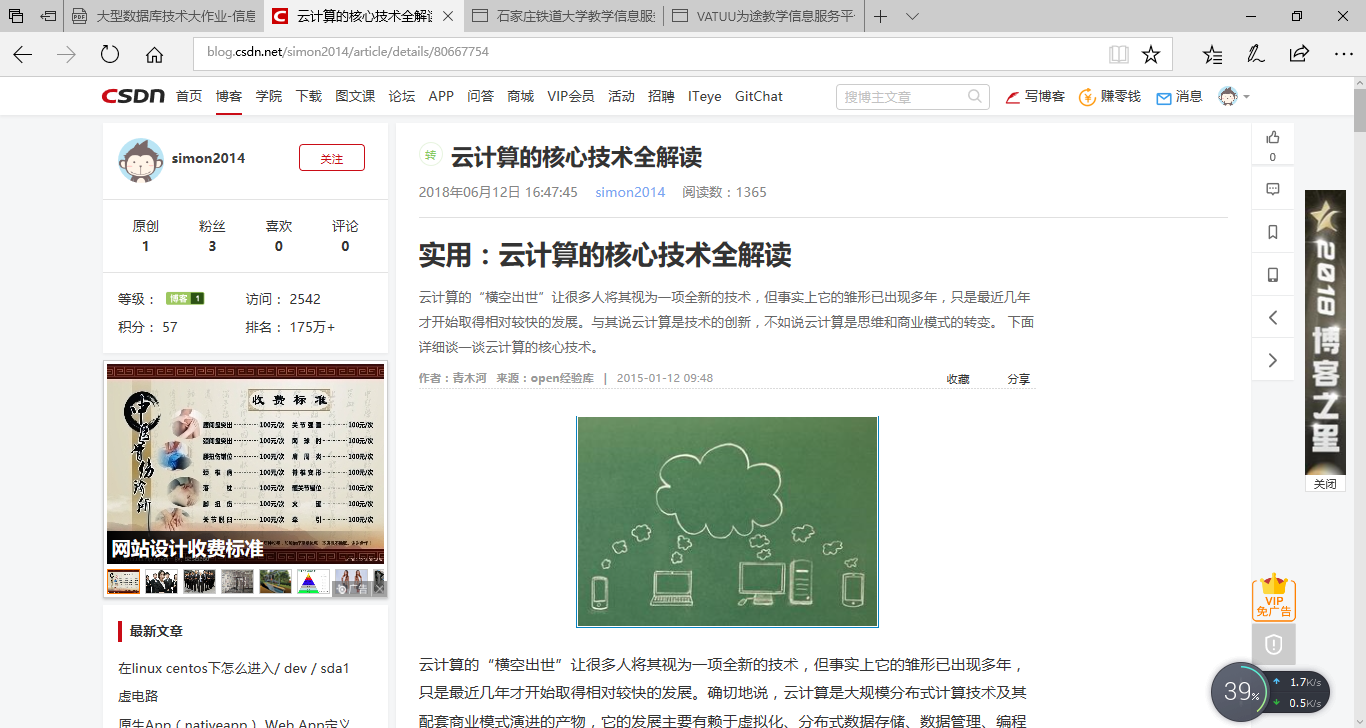 大型数据库技术大作业-信息
云计算的核心技术全解读
石家庄铁道大学教学信息服务
VATUU为途教学信息服务平
blog.csdn.net/simon2014/article/details/80667754
CSDN 首页 博客 学院 下载 图文课 论坛 APP 问答 商城 VIP会员 活动 招聘 ITeye GitChat
搜博主文章
写博客 赚零钱 消息
simon2014
关注
原创 粉丝 喜欢 评论
1 3 0 0
等级： 博客 1 访问： 2542
积分： 57 排名： 175万+
中医骨伤诊所
收费标准
网站设计收费标准
广告
最新文章
在linux centos下怎么进入/ dev / sda1
虚电路
原生App（nativeapp）、Web App定义
转 云计算的核心技术全解读
2018年06月12日 16:47:45 simon2014 阅读数：1365
实用：云计算的核心技术全解读
云计算的“横空出世”让很多人将其视为一项全新的技术，但事实上它的雏形已出现多年，只是最近几年
才开始取得相对较快的发展。与其说云计算是技术的创新，不如说云计算是思维和商业模式的转变。 下面
详细谈一谈云计算的核心技术。
作者：青木河 来源：open经验库 | 2015-01-12 09:48
收藏 分享
云计算的“横空出世”让很多人将其视为一项全新的技术，但事实上它的雏形已出现多年，
只是最近几年才开始取得相对较快的发展。确切地说，云计算是大规模分布式计算技术及其
配套商业模式演进的产物，它的发展主要有赖于虚拟化、分布式数据存储、数据管理、编程
0
2018博客之星
关闭
VIP
免广告
39%
1.7K/s
0.5K/s